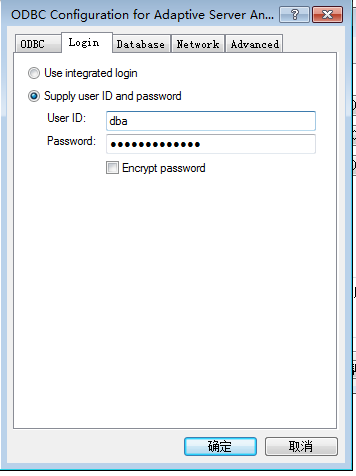 ODBC Configuration for Adaptive Server An...
ODBC Login Database Network Advanced
Use integrated login
Supply user ID and password
User ID: dba
Password: •••••••••••••
Encrypt password
确定 取消